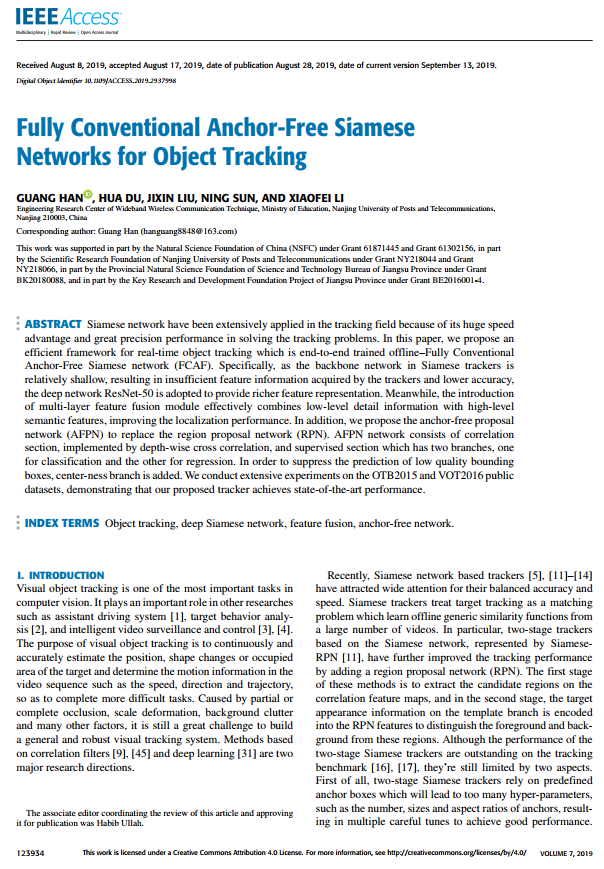 IEEE Access
Multidisciplinary | Rapid Review | Open Access Journal
Received August 8, 2019, accepted August 17, 2019, date of publication August 28, 2019, date of current version September 13, 2019.
Digital Object Identifier 10.1109/ACCESS.2019.2937998
Fully Conventional Anchor-Free Siamese
Networks for Object Tracking
GUANG HAN, HUA DU, JIXIN LIU, NING SUN, AND XIAOFEI LI
Engineering Research Center of Wideband Wireless Communication Technique, Ministry of Education, Nanjing University of Posts and Telecommunications,
Nanjing 210003, China
Corresponding author: Guang Han (hanguang8848@163.com)
This work was supported in part by the Natural Science Foundation of China (NSFC) under Grant 61871445 and Grant 61302156, in part
by the Scientific Research Foundation of Nanjing University of Posts and Telecommunications under Grant NY218044 and Grant
NY218066, in part by the Provincial Natural Science Foundation of Science and Technology Bureau of Jiangsu Province under Grant
BK20180088, and in part by the Key Research and Development Foundation Project of Jiangsu Province under Grant BE2016001-4.
ABSTRACT Siamese network have been extensively applied in the tracking field because of its huge speed
advantage and great precision performance in solving the tracking problems. In this paper, we propose an
efficient framework for real-time object tracking which is end-to-end trained offline–Fully Conventional
Anchor-Free Siamese network (FCAF). Specifically, as the backbone network in Siamese trackers is
relatively shallow, resulting in insufficient feature information acquired by the trackers and lower accuracy,
the deep network ResNet-50 is adopted to provide richer feature representation. Meanwhile, the introduction
of multi-layer feature fusion module effectively combines low-level detail information with high-level
semantic features, improving the localization performance. In addition, we propose the anchor-free proposal
network (AFPN) to replace the region proposal network (RPN). AFPN network consists of correlation
section, implemented by depth-wise cross correlation, and supervised section which has two branches, one
for classification and the other for regression. In order to suppress the prediction of low quality bounding
boxes, center-ness branch is added. We conduct extensive experiments on the OTB2015 and VOT2016 public
datasets, demonstrating that our proposed tracker achieves state-of-the-art performance.
INDEX TERMS Object tracking, deep Siamese network, feature fusion, anchor-free network.
I. INTRODUCTION
Visual object tracking is one of the most important tasks in
computer vision. It plays an important role in other researches
such as assistant driving system [1], target behavior analy-
sis [2], and intelligent video surveillance and control [3], [4].
The purpose of visual object tracking is to continuously and
accurately estimate the position, shape changes or occupied
area of the target and determine the motion information in the
video sequence such as the speed, direction and trajectory,
so as to complete more difficult tasks. Caused by partial or
complete occlusion, scale deformation, background clutter
and many other factors, it is still a great challenge to build
a general and robust visual tracking system. Methods based
on correlation filters [9], [45] and deep learning [31] are two
major research directions.
The associate editor coordinating the review of this article and approving
it for publication was Habib Ullah.
Recently, Siamese network based trackers [5], [11]–[14]
have attracted wide attention for their balanced accuracy and
speed. Siamese trackers treat target tracking as a matching
problem which learn offline generic similarity functions from
a large number of videos. In particular, two-stage trackers
based on the Siamese network, represented by Siamese-
RPN [11], have further improved the tracking performance
by adding a region proposal network (RPN). The first stage
of these methods is to extract the candidate regions on the
correlation feature maps, and in the second stage, the target
appearance information on the template branch is encoded
into the RPN features to distinguish the foreground and back-
ground from these regions. Although the performance of the
two-stage Siamese trackers are outstanding on the tracking
benchmark [16], [17], they're still limited by two aspects.
First of all, two-stage Siamese trackers rely on predefined
anchor boxes which will lead to too many hyper-parameters,
such as the number, sizes and aspect ratios of anchors, result-
ing in multiple careful tunes to achieve good performance.
123934
This work is licensed under a Creative Commons Attribution 4.0 License. For more information, see http://creativecommons.org/licenses/by/4.0/
VOLUME 7, 2019